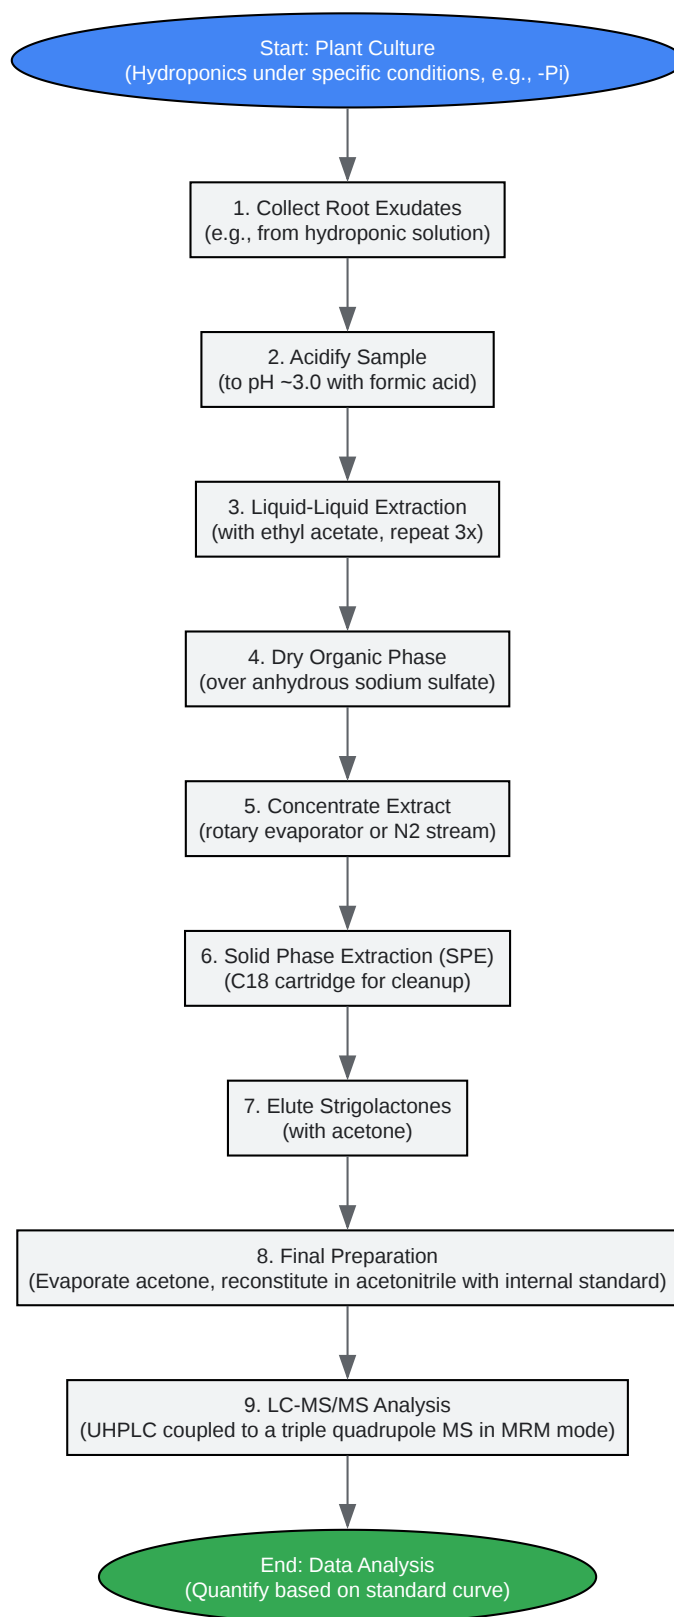 Start: Plant Culture
(Hydroponics under specific conditions, e.g., -Pi)
1. Collect Root Exudates
(e.g., from hydroponic solution)
2. Acidify Sample
(to pH ~3.0 with formic acid)
3. Liquid-Liquid Extraction
(with ethyl acetate, repeat 3x)
4. Dry Organic Phase
(over anhydrous sodium sulfate)
5. Concentrate Extract
(rotary evaporator or N2 stream)
6. Solid Phase Extraction (SPE)
(C18 cartridge for cleanup)
7. Elute Strigolactones
(with acetone)
8. Final Preparation
(Evaporate acetone, reconstitute in acetonitrile with internal standard)
9. LC-MS/MS Analysis
(UHPLC coupled to a triple quadrupole MS in MRM mode)
End: Data Analysis
(Quantify based on standard curve)